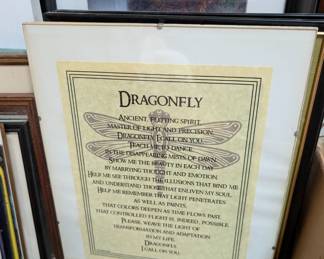 DRAGONFLY
ANCIENT, FLITTING SPIRIT,
MASTER OF LIGHT AND PRECISION,
DRAGONFLY, I CALL ON YOU.
TEACH ME TO DANCE
IN THE DISAPPEARING MISTS OF DAWN.
SHOW ME THE BEAUTY IN EACH DAY
BY MARRYING THOUGHT AND EMOTION.
HELP ME SEE THROUGH THE ILLUSIONS THAT BIND ME
AND UNDERSTAND THOSE THAT ENLIVEN MY SOUL.
HELP ME REMEMBER THAT LIGHT PENETRATES
AS WELL AS PAINTS,
THAT COLORS DEEPEN AS TIME FLOWS PAST,
THAT CONTROLLED FLIGHT IS, INDEED, POSSIBLE.
PLEASE, WEAVE THE LIGHT OF
TRANSFORMATION AND ADAPTATION
IN MY LIFE.
DRAGONFLY,
I CALL ON YOU.